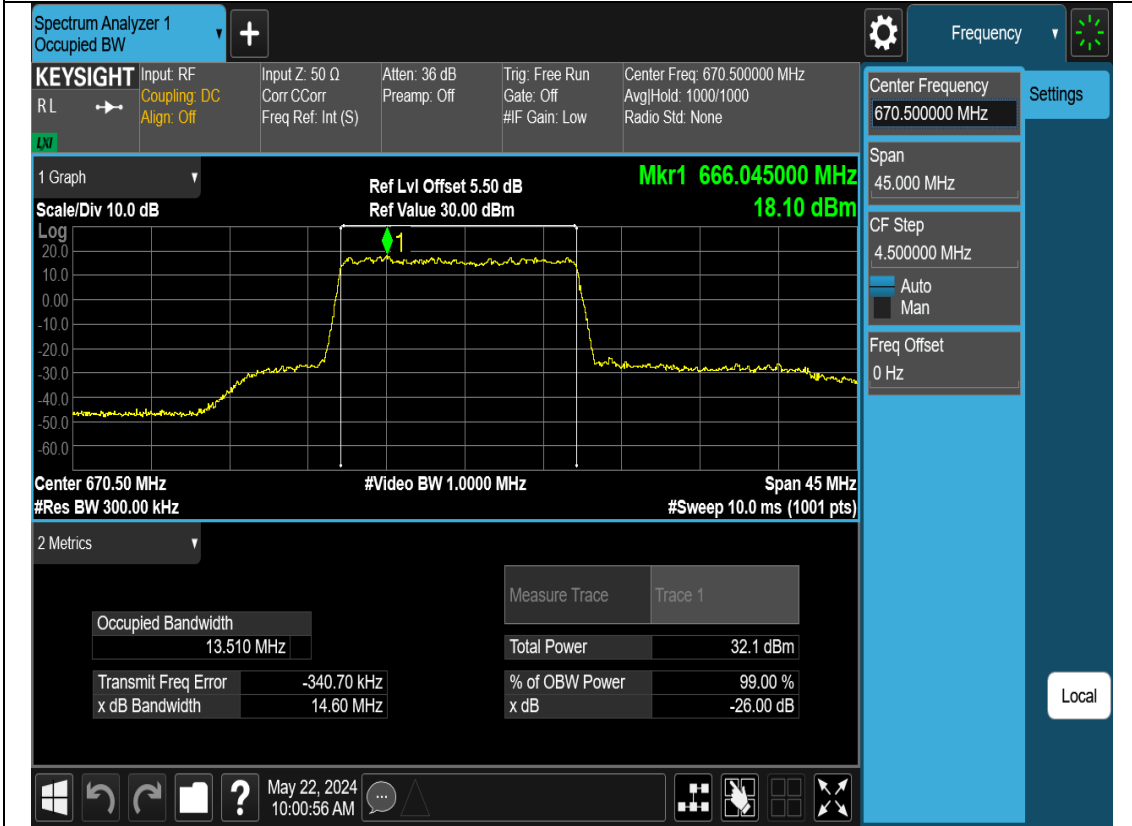 Spectrum Analyzer 1
Occupied BW
Frequency
KEYSIGHT
R L
LXI
Input: RF
Coupling: DC
Align: Off
Input Z: 50 Ω
Corr CCorr
Freq Ref: Int (S)
Atten: 36 dB
Preamp: Off
Trig: Free Run
Gate: Off
#IF Gain: Low
Center Freq: 670.500000 MHz
Avg|Hold: 1000/1000
Radio Std: None
Center Frequency
670.500000 MHz
Settings
Span
45.000 MHz
CF Step
4.500000 MHz
Auto
Man
Freq Offset
0 Hz
Local
1 Graph
Scale/Div 10.0 dB
Ref Lvl Offset 5.50 dB
Ref Value 30.00 dBm
Mkr1 666.045000 MHz
18.10 dBm
Log
1
20.0
10.0
0.00
-10.0
-20.0
-30.0
-40.0
-50.0
-60.0
Center 670.50 MHz
#Video BW 1.0000 MHz
Span 45 MHz
#Res BW 300.00 kHz
#Sweep 10.0 ms (1001 pts)
2 Metrics
Measure Trace Trace 1
Occupied Bandwidth
13.510 MHz
Total Power 32.1 dBm
Transmit Freq Error -340.70 kHz
% of OBW Power 99.00 %
x dB Bandwidth 14.60 MHz
x dB -26.00 dB
?
May 22, 2024
10:00:56 AM